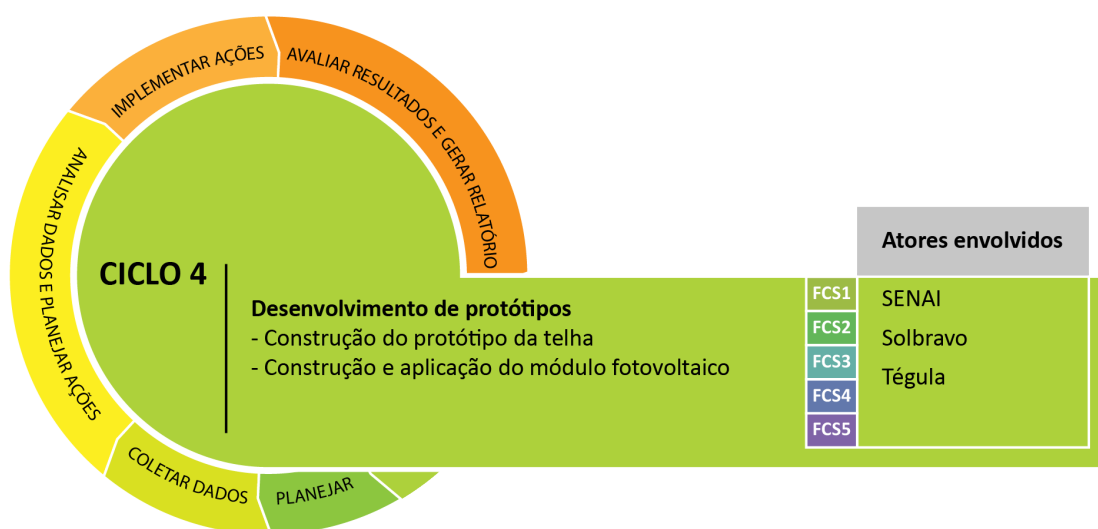 IMPLEMENTAR AÇÕES
AVALIAR RESULTADOS E GERAR RELATÓRIO
ANALISAR DADOS E PLANEJAR AÇÕES
COLETAR DADOS
PLANEJAR
CICLO 4
Desenvolvimento de protótipos
- Construção do protótipo da telha
- Construção e aplicação do módulo fotovoltaico
Atores envolvidos
FCS1
FCS2
FCS3
FCS4
FCS5
SENAI
Solbravo
Tégula